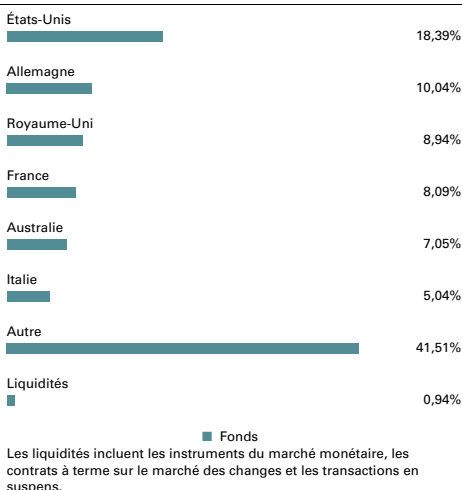 États-Unis
18,39%
Allemagne
10,04%
Royaume-Uni
8,94%
France
8,09%
Australie
7,05%
Italie
5,04%
Autre
41,51%
Liquidités
0,94%
Fonds
Les liquidités incluent les instruments du marché monétaire, les
contrats à terme sur le marché des changes et les transactions en
suspens.